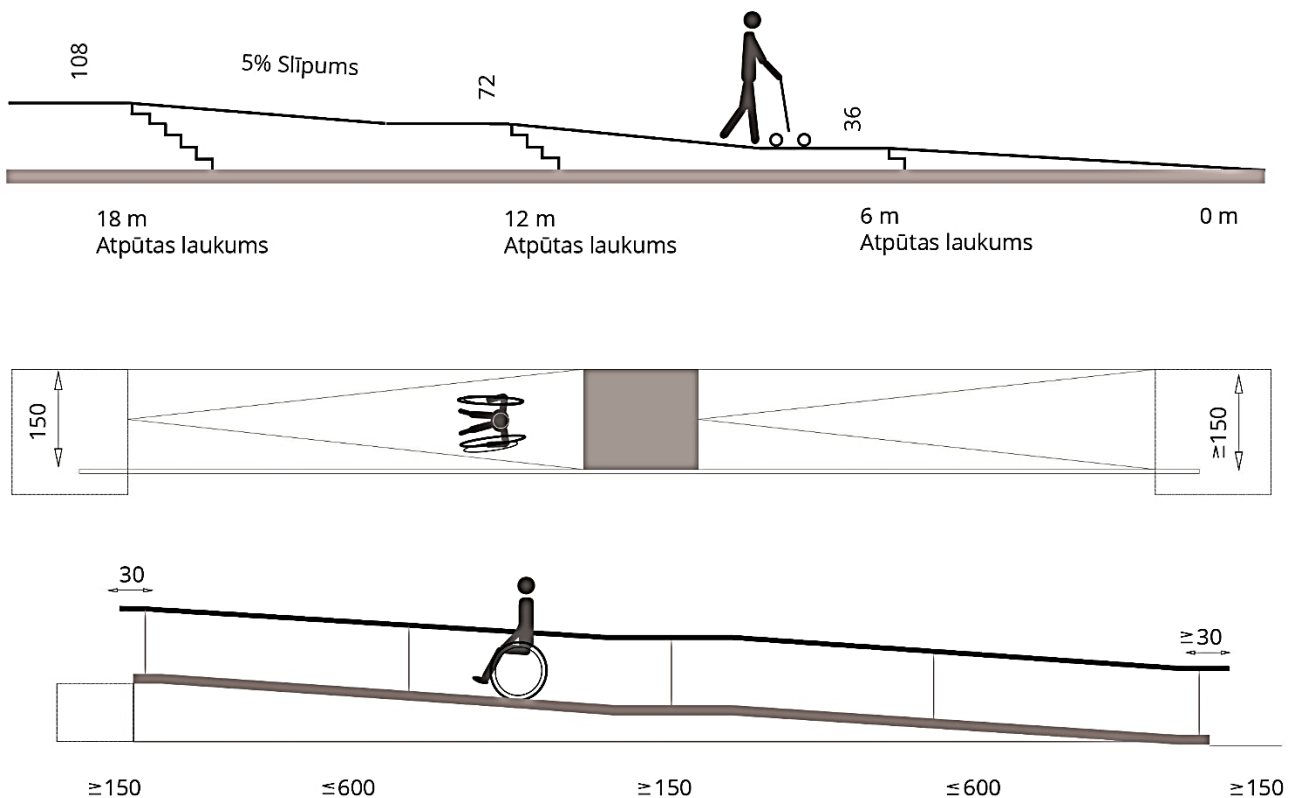 108
5% Slīpums
72
36
18 m
Atpūtas laukums
12 m
Atpūtas laukums
6 m
Atpūtas laukums
0 m
150
≥150
30
≥30
≥150
≤600
≥150
≤600
≥150